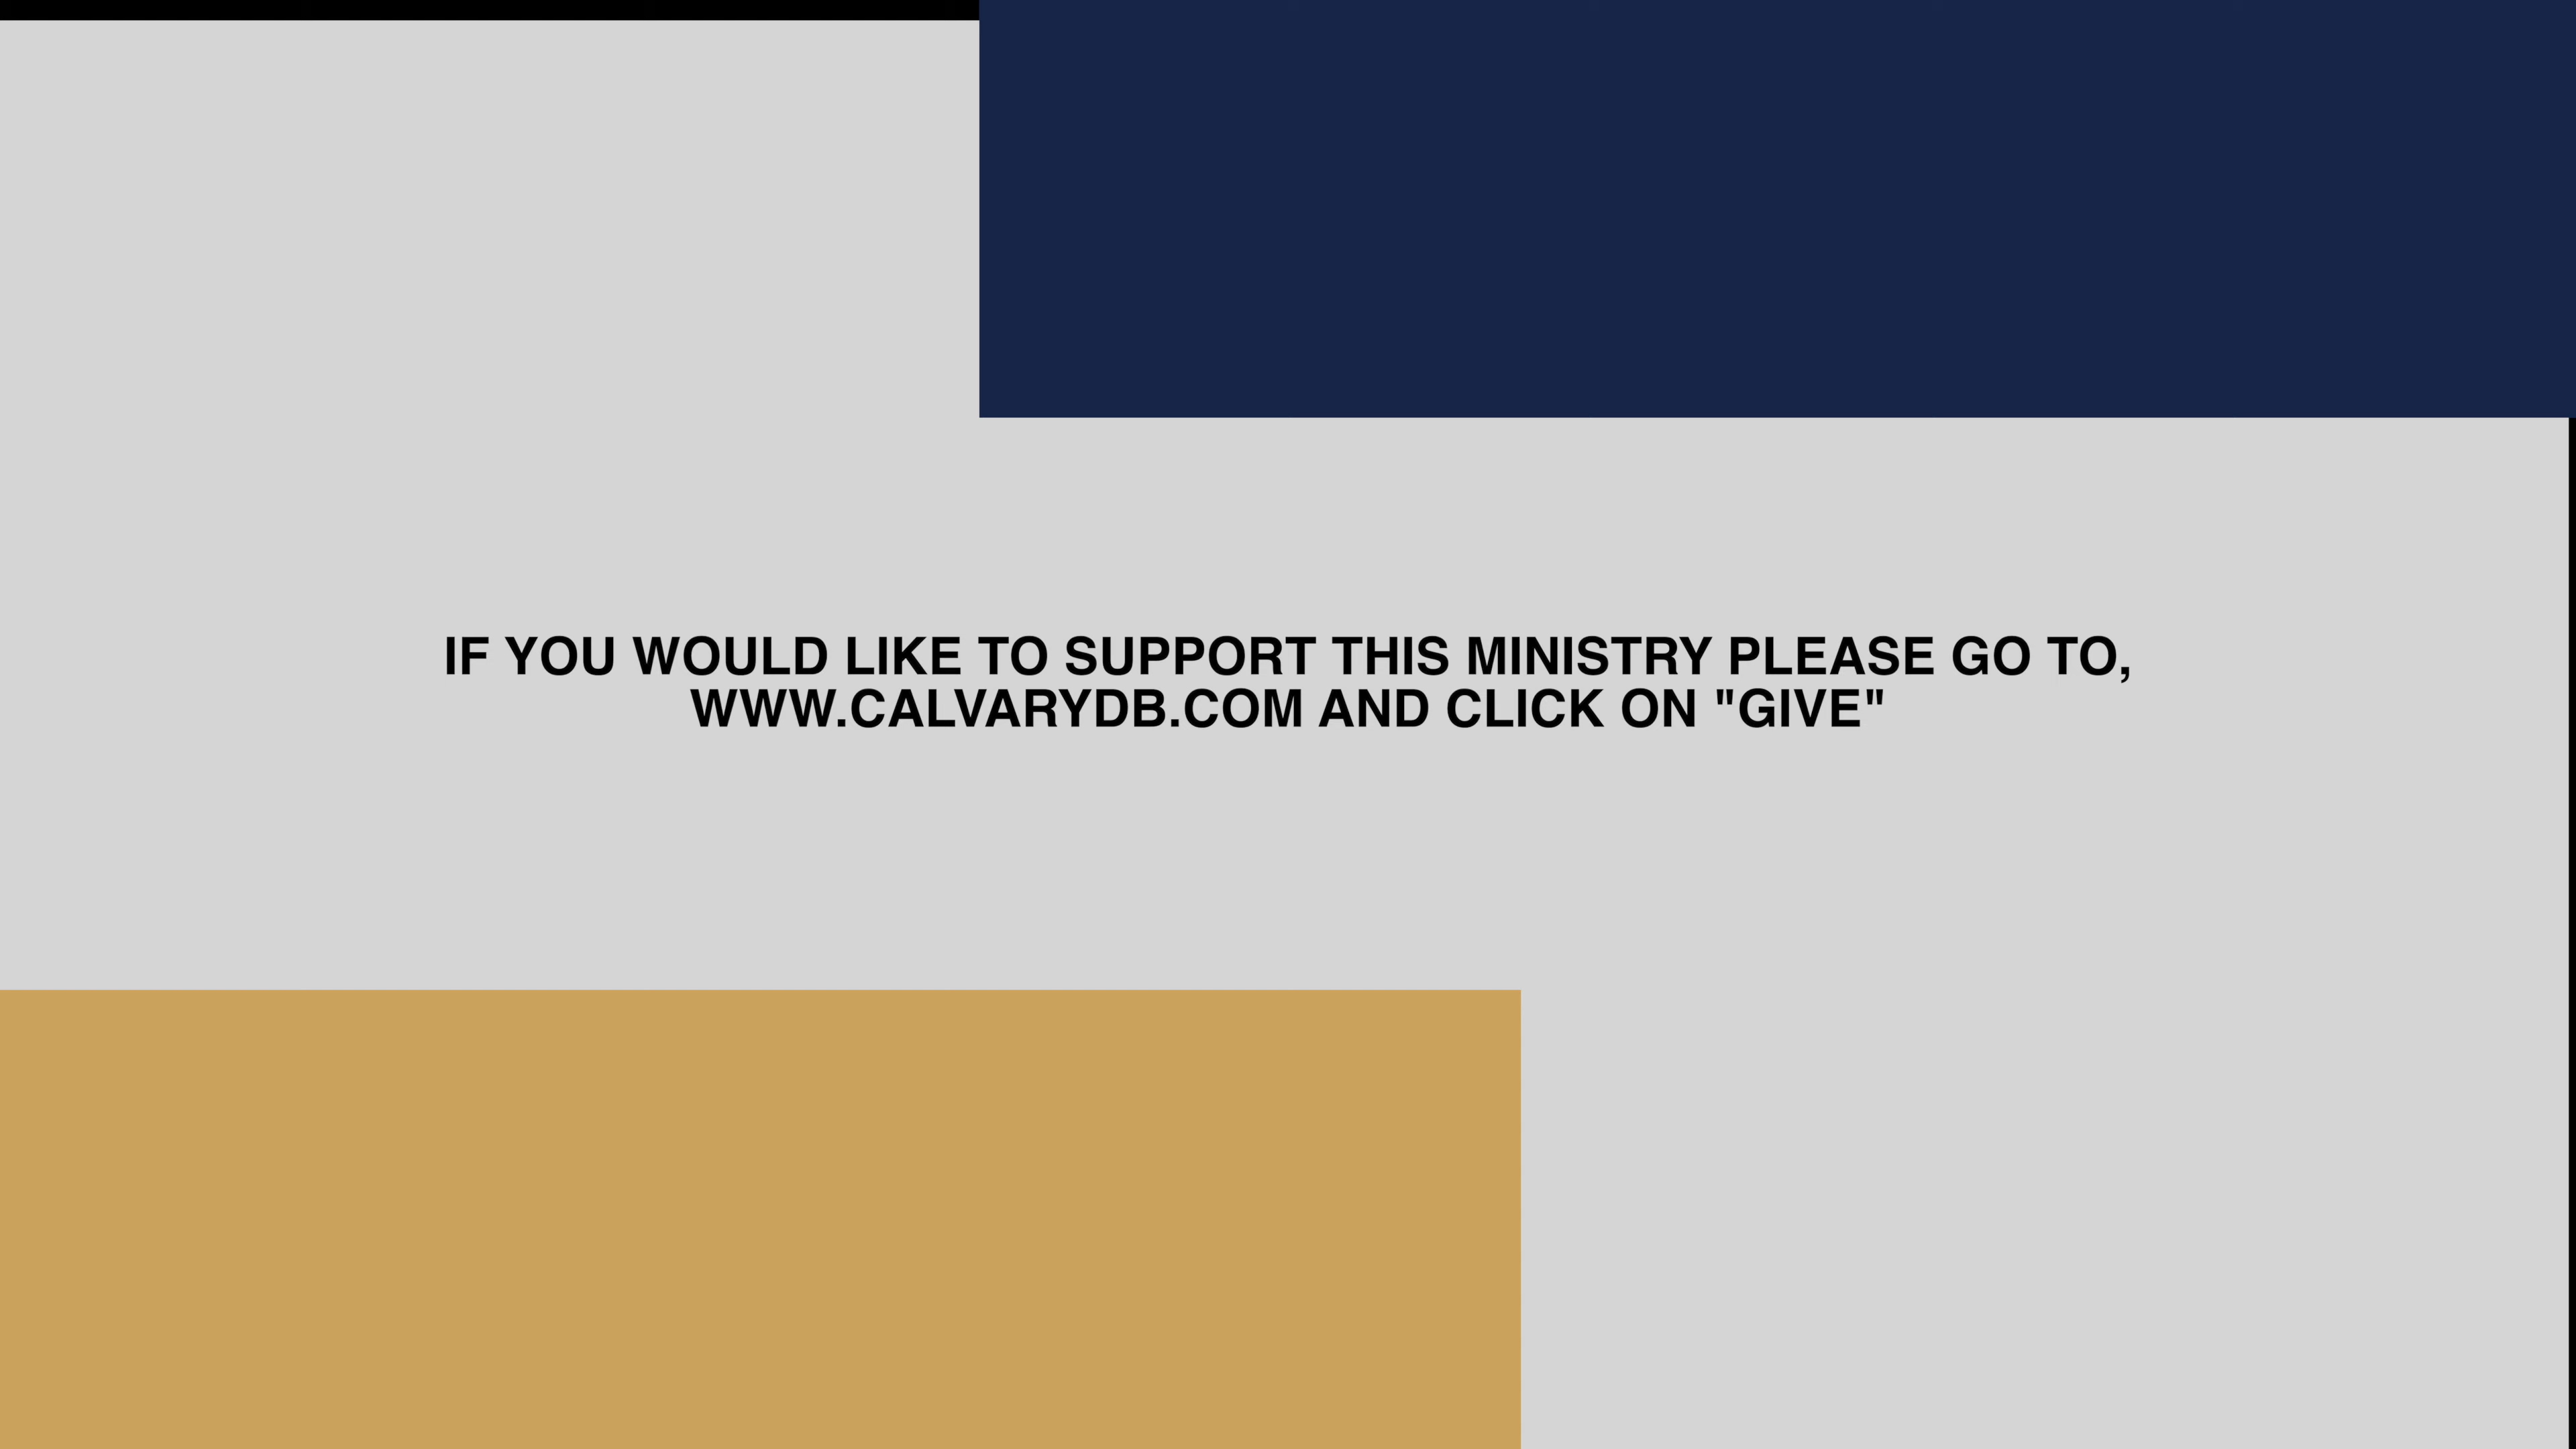 IF YOU WOULD LIKE TO SUPPORT THIS MINISTRY PLEASE GO TO,
WWW.CALVARYDB.COM AND CLICK ON "GIVE"